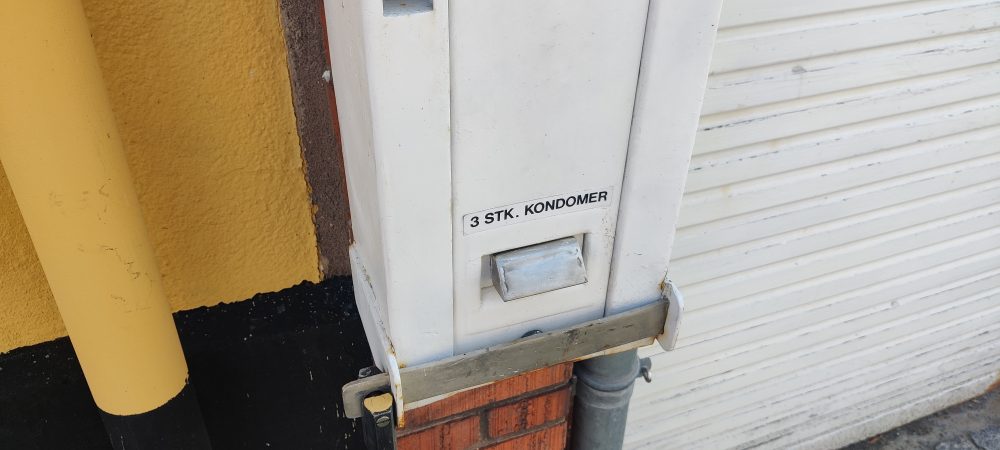 3 STK. KONDOMER